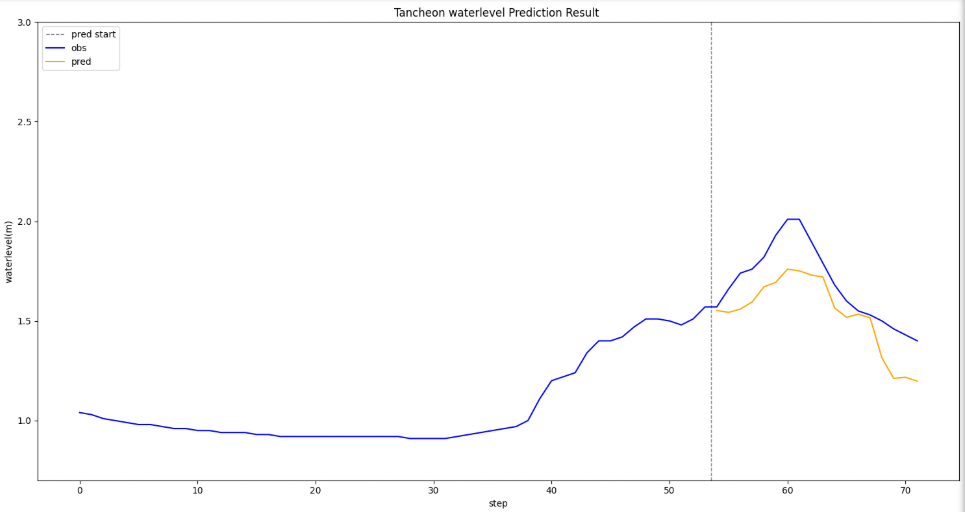 Tancheon waterlevel Prediction Result
pred start
obs
pred
3.0
2.5
2.0
1.5
1.0
waterlevel(m)
0 10 20 30 40 50 60 70
step